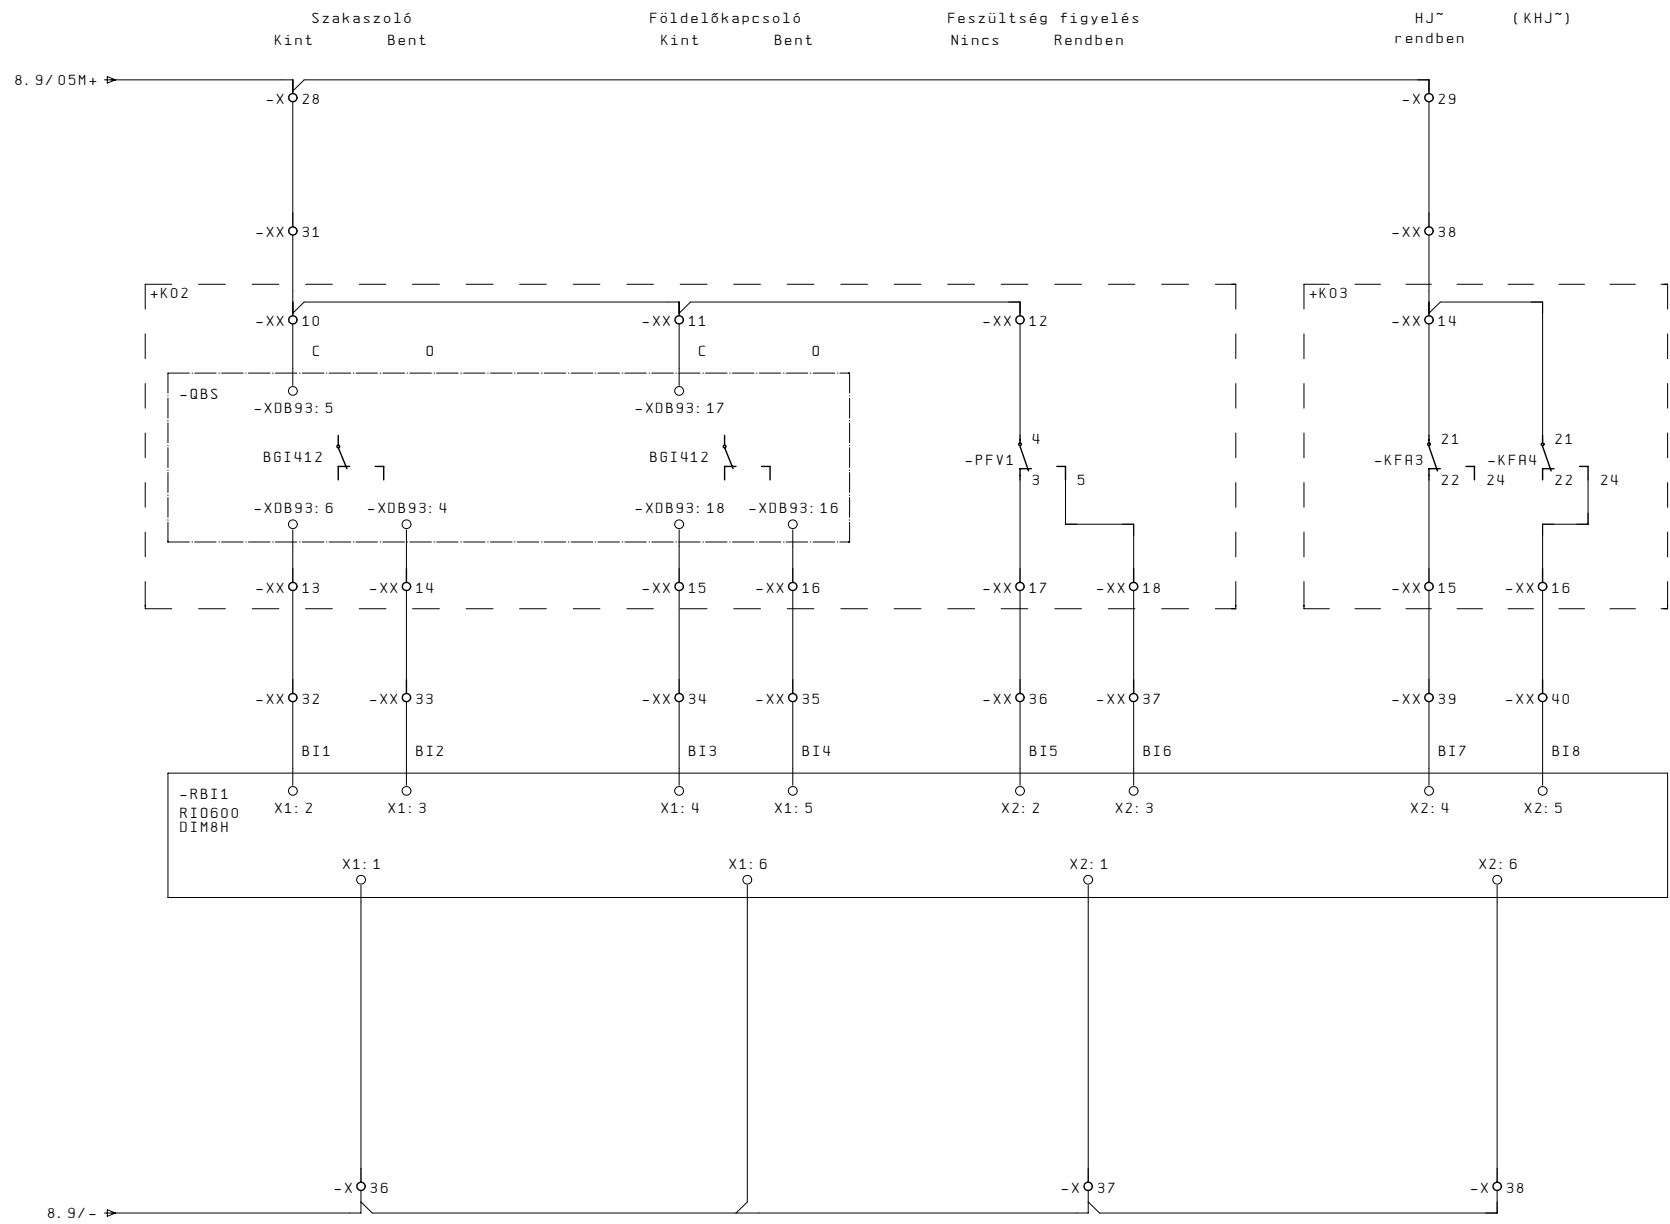 Szakaszoló Földelőkapcsoló Feszültség figyelés HJ~ (KHJ~)
Kint Bent Kint Bent Nincs Rendben rendben
8.9/05M+
-X 28 -X 29
-XX 31 -XX 38
+K02 +K03
-XX 10 -XX 11 -XX 12 -XX 14
C O C O
-QBS
-XDB93:5 -XDB93:17
4 21 21
BGI412 BGI412 -PFV1 -KFA3 -KFA4
3 5 22 24 22 24
-XDB93:6 -XDB93:4 -XDB93:18 -XDB93:16
-XX 13 -XX 14 -XX 15 -XX 16 -XX 17 -XX 18 -XX 15 -XX 16
-XX 32 -XX 33 -XX 34 -XX 35 -XX 36 -XX 37 -XX 39 -XX 40
BI1 BI2 BI3 BI4 BI5 BI6 BI7 BI8
-RBI1
RIO600 X1:2 X1:3 X1:4 X1:5 X2:2 X2:3 X2:4 X2:5
DIM8H
X1:1 X1:6 X2:1 X2:6
-X 36 -X 37 -X 38
8.9/-